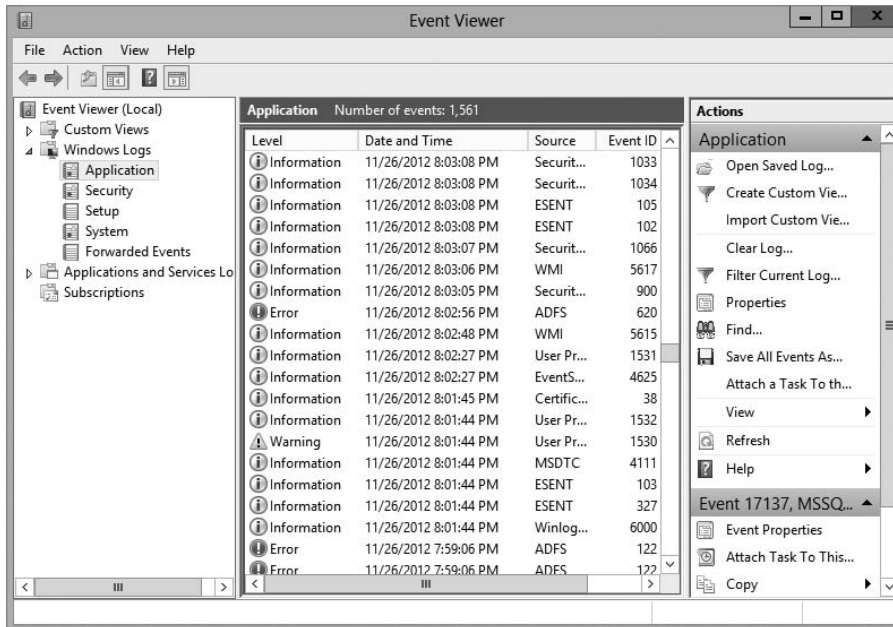 Event Viewer
File Action View Help
Event Viewer (Local)
Custom Views
Windows Logs
Application
Security
Setup
System
Forwarded Events
Applications and Services Lo
Subscriptions
Application Number of events: 1,561
Level Date and Time Source Event ID
Information 11/26/2012 8:03:08 PM Securit... 1033
Information 11/26/2012 8:03:08 PM Securit... 1034
Information 11/26/2012 8:03:08 PM ESENT 105
Information 11/26/2012 8:03:08 PM ESENT 102
Information 11/26/2012 8:03:07 PM Securit... 1066
Information 11/26/2012 8:03:06 PM WMI 5617
Information 11/26/2012 8:03:05 PM Securit... 900
Error 11/26/2012 8:02:56 PM ADFS 620
Information 11/26/2012 8:02:48 PM WMI 5615
Information 11/26/2012 8:02:27 PM User Pr... 1531
Information 11/26/2012 8:02:27 PM EventS... 4625
Information 11/26/2012 8:01:45 PM Certific... 38
Information 11/26/2012 8:01:44 PM User Pr... 1532
Warning 11/26/2012 8:01:44 PM User Pr... 1530
Information 11/26/2012 8:01:44 PM MSDTC 4111
Information 11/26/2012 8:01:44 PM ESENT 103
Information 11/26/2012 8:01:44 PM ESENT 327
Information 11/26/2012 8:01:44 PM Winlog... 6000
Error 11/26/2012 7:59:06 PM ADFS 122
Error 11/26/2012 7:59:06 PM ADFS 122
Actions
Application
Open Saved Log...
Create Custom Vie...
Import Custom Vie...
Clear Log...
Filter Current Log...
Properties
Find...
Save All Events As...
Attach a Task To th...
View
Refresh
Help
Event 17137, MSSQ...
Event Properties
Attach Task To This...
Copy